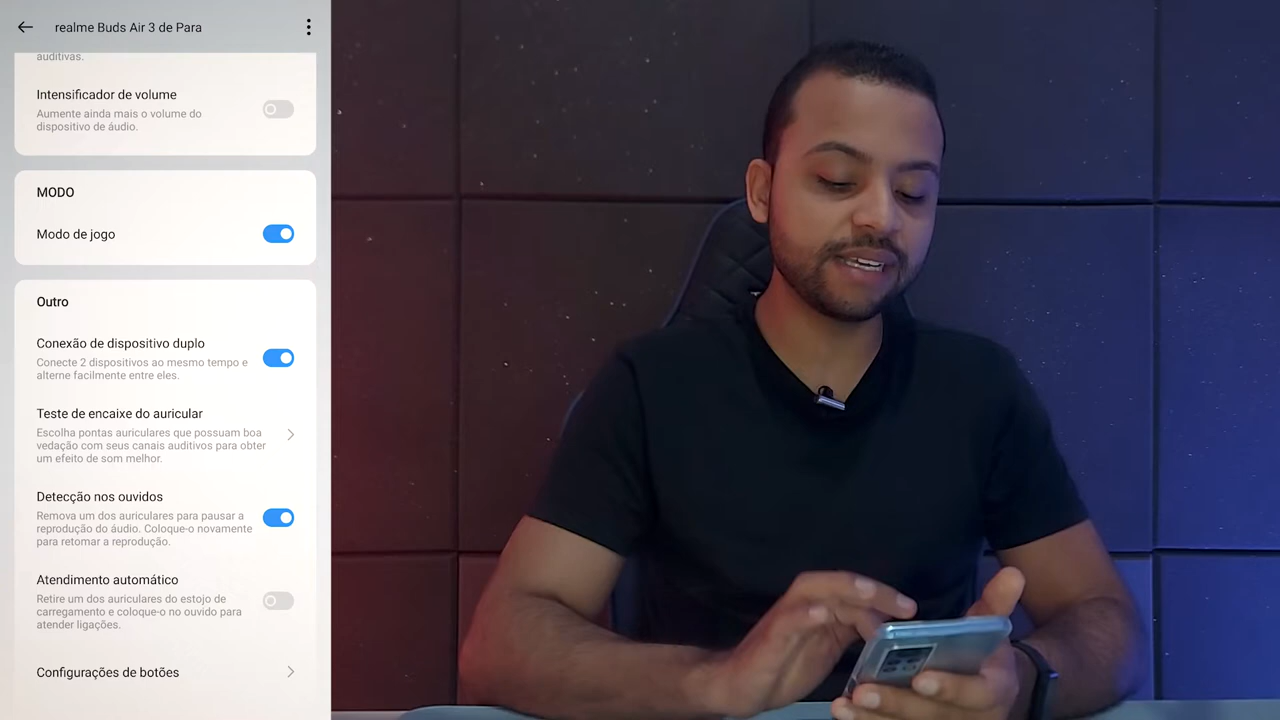 realme Buds Air 3 de Para
auditivas.
Intensificador de volume
Aumente ainda mais o volume do
dispositivo de áudio.
MODO
Modo de jogo
Outro
Conexão de dispositivo duplo
Conecte 2 dispositivos ao mesmo tempo e
alterne facilmente entre eles.
Teste de encaixe do auricular
Escolha pontas auriculares que possuam boa
vedação com seus canais auditivos para obter
um efeito de som melhor.
Detecção nos ouvidos
Remova um dos auriculares para pausar a
reprodução do áudio. Coloque-o novamente
para retomar a reprodução.
Atendimento automático
Retire um dos auriculares do estojo de
carregamento e coloque-o no ouvido para
atender ligações.
Configurações de botões